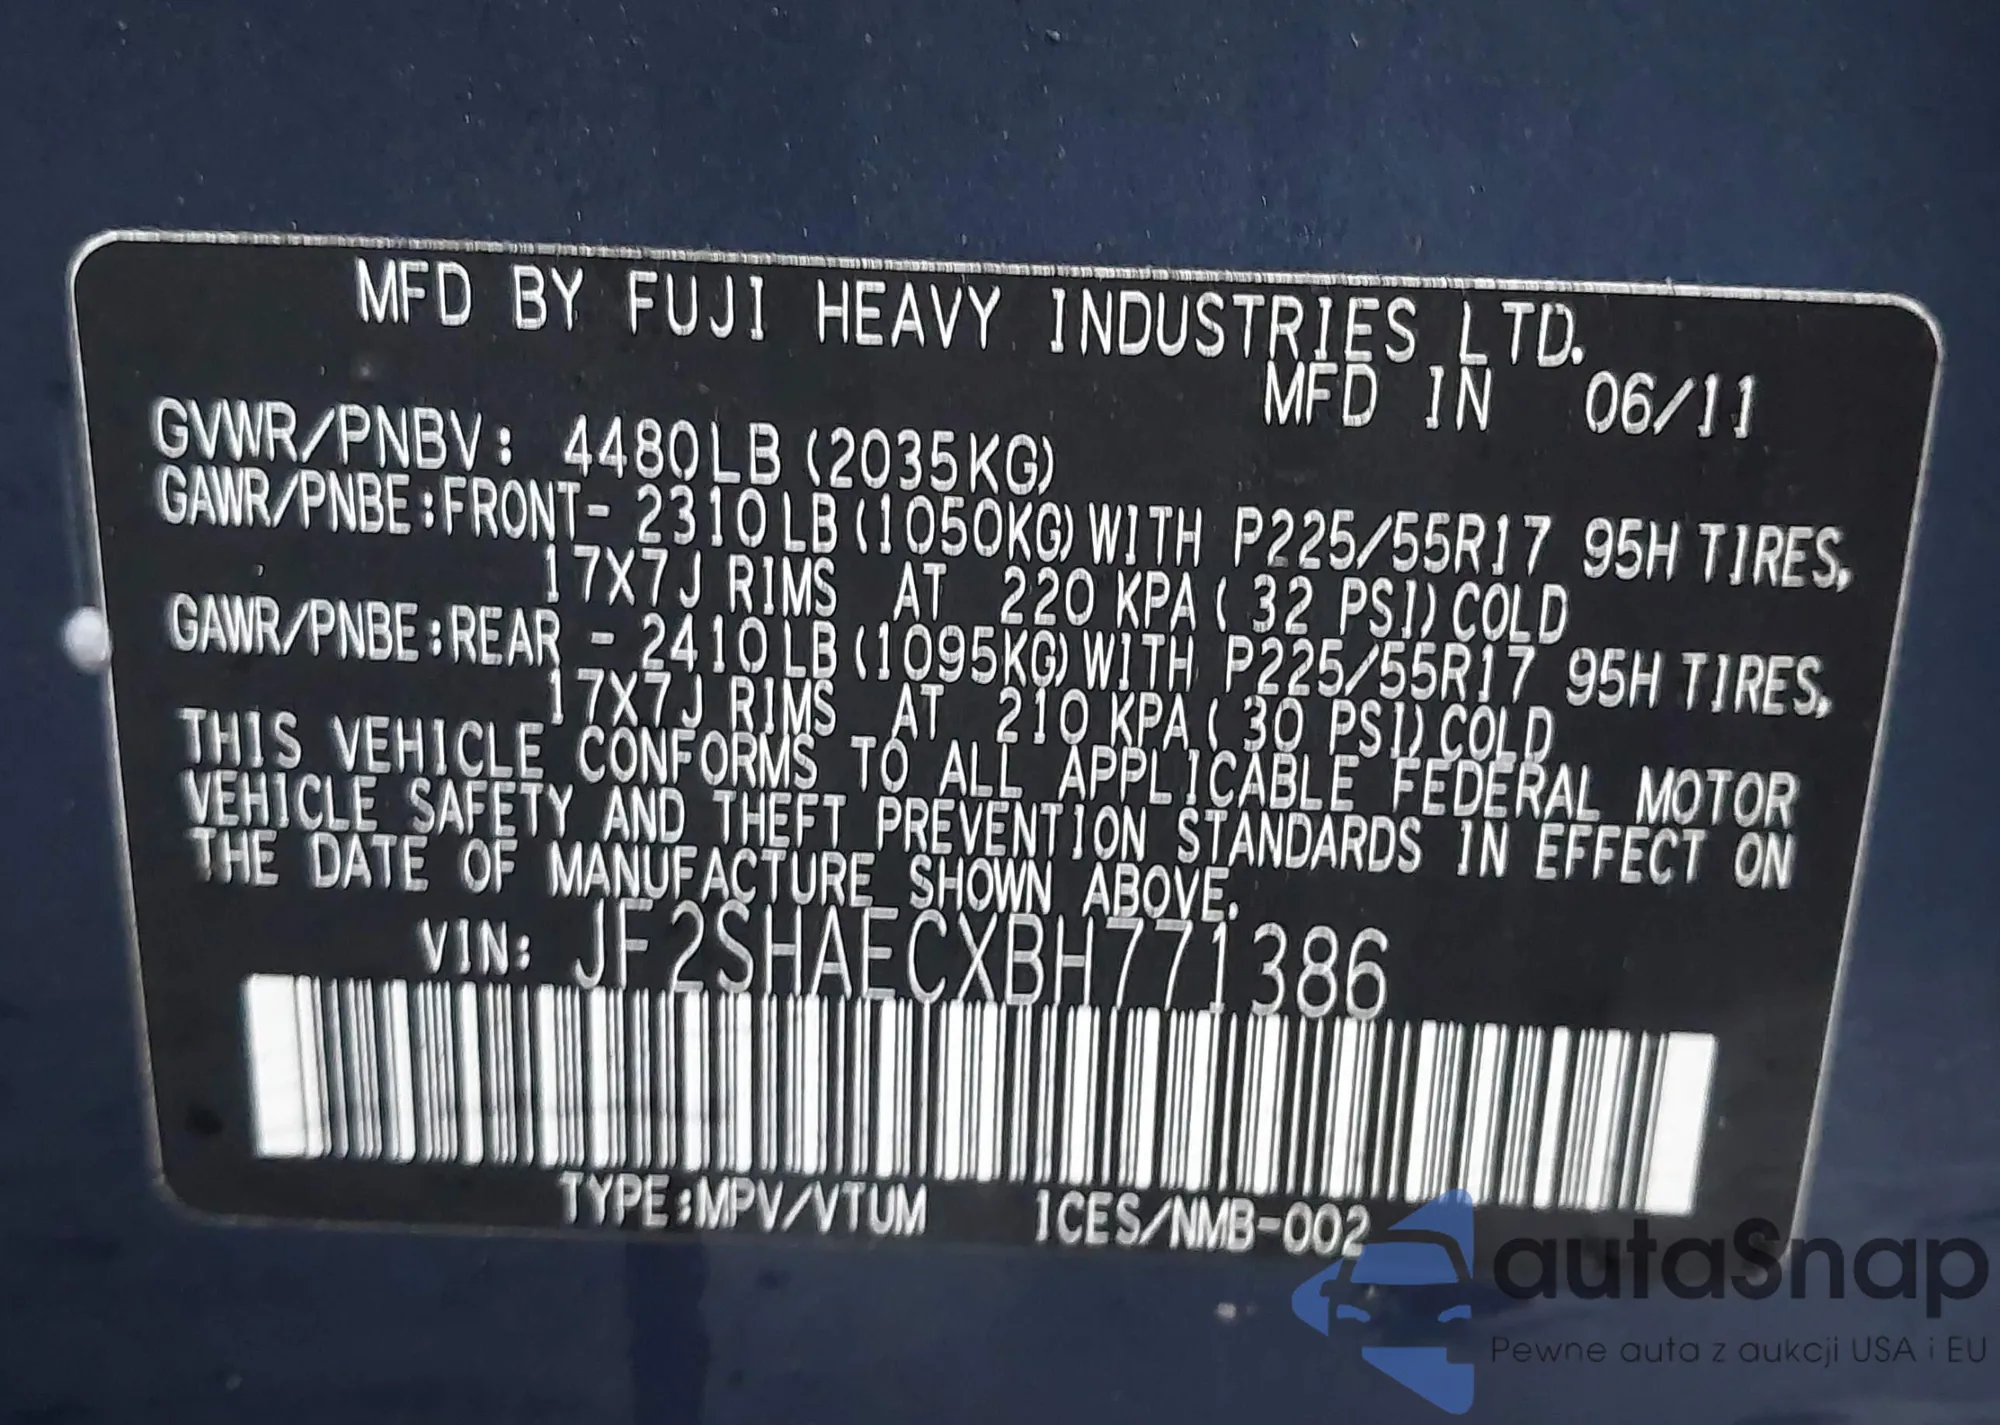 MFD BY FUJI HEAVY INDUSTRIES LTD.
MFD IN 06/11
GVWR/PNBV: 4480LB (2035KG)
GAWR/PNBE:FRONT- 2310LB(1050KG)WITH P225/55R17 95H TIRES,
17X7J RIMS AT 220 KPA( 32 PSI)COLD
GAWR/PNBE:REAR - 2410LB(1095KG)WITH P225/55R17 95H TIRES,
17X7J RIMS AT 210 KPA( 30 PSI)COLD
THIS VEHICLE CONFORMS TO ALL APPLICABLE FEDERAL MOTOR
VEHICLE SAFETY AND THEFT PREVENTION STANDARDS IN EFFECT ON
THE DATE OF MANUFACTURE SHOWN ABOVE.
VIN: JF2SHAECXBH771386
TYPE:MPV/VTUM 1CES/NMB-002
autaSnap
Pewne auta z aukcji USA i EU